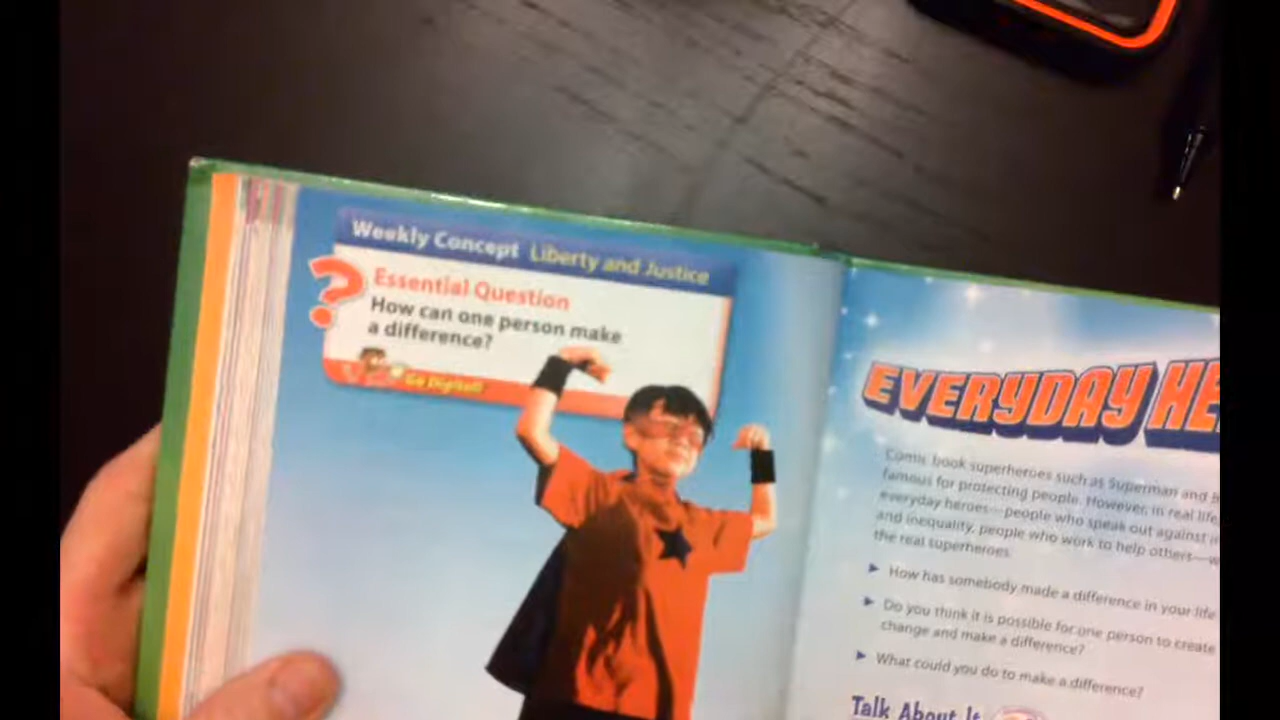 Weekly Concept Liberty and Justice
Essential Question
How can one person make
a difference?
Go Digital!
EVERYDAY HE
Comic book superheroes such as Superman and B
famous for protecting people. However, in real life,
everyday heroes—people who speak out against i
and inequality, people who work to help others—w
the real superheroes.
How has somebody made a difference in your life
Do you think it is possible for one person to create
change and make a difference?
What could you do to make a difference?
Talk About It